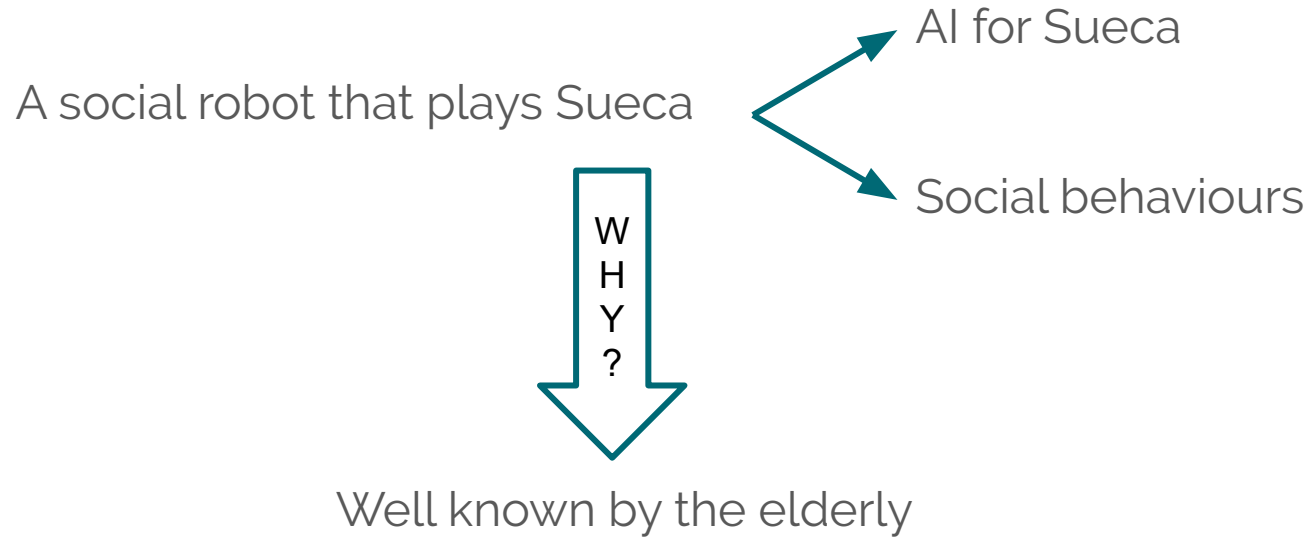 AI for Sueca
A social robot that plays Sueca
Social behaviours
W
H
Y
?
Well known by the elderly